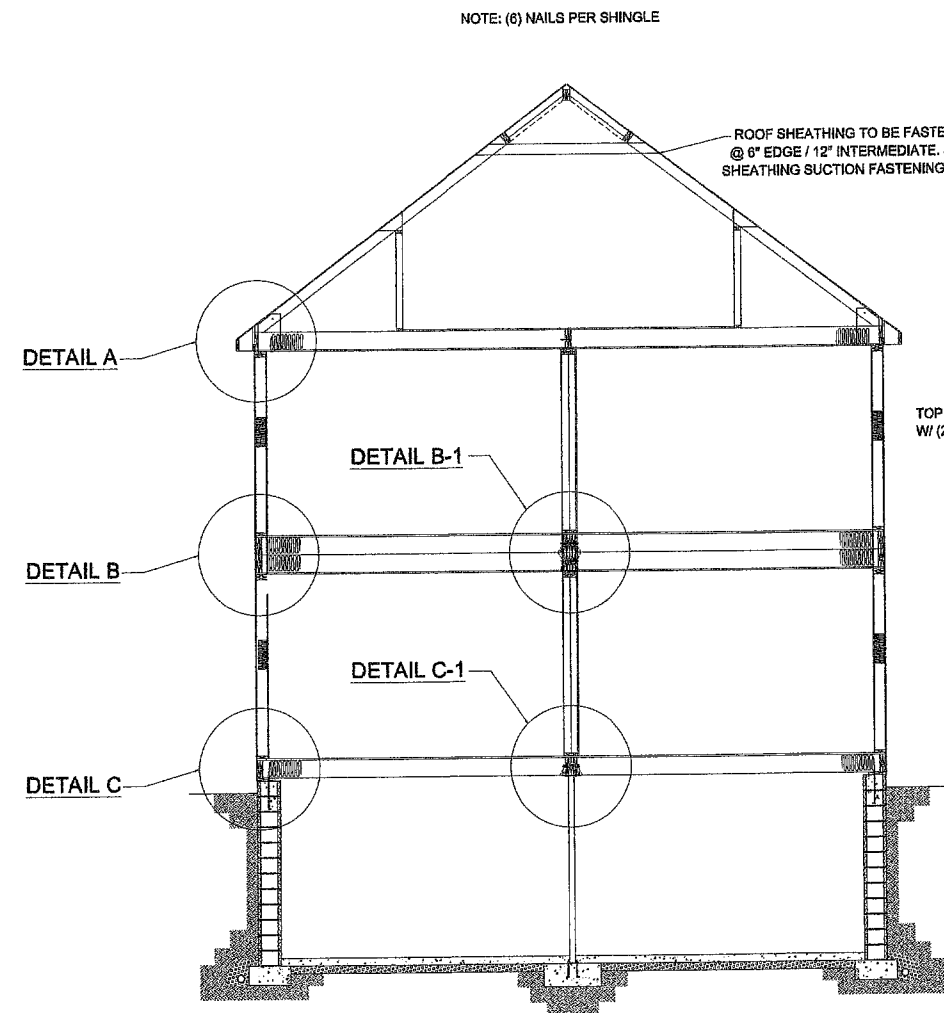 NOTE: (6) NAILS PER SHINGLE
ROOF SHEATHING TO BE FASTE
@ 6" EDGE / 12" INTERMEDIATE.
SHEATHING SUCTION FASTENING
DETAIL A
TOP
W/ (2
DETAIL B-1
DETAIL B
DETAIL C-1
DETAIL C